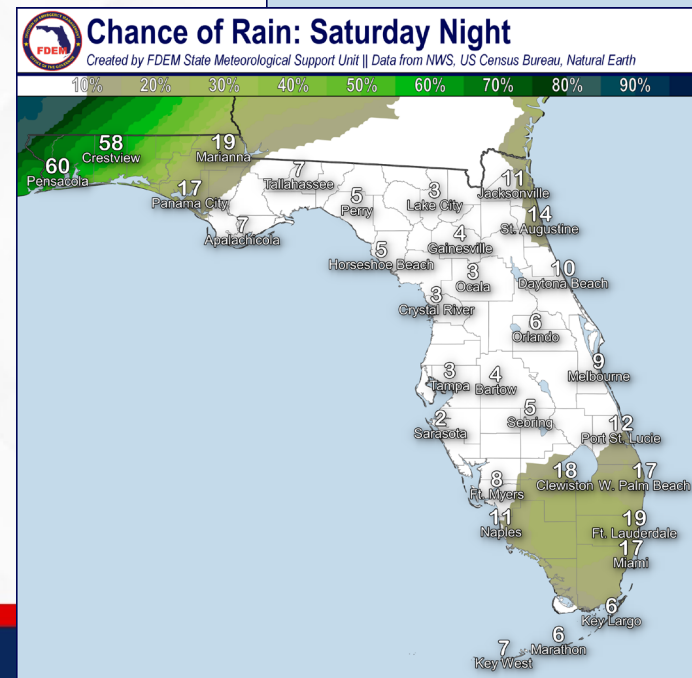 FDEM
Chance of Rain: Saturday Night
Created by FDEM State Meteorological Support Unit || Data from NWS, US Census Bureau, Natural Earth
10% 20% 30% 40% 50% 60% 70% 80% 90%
58
Crestview
19
Marianna
60
Pensacola
17
Panama City
7
Tallahassee
7
Apalachicola
5
Perry
3
Lake City
11
Jacksonville
14
St. Augustine
4
Gainesville
5
Horseshoe Beach
3
Ocala
10
Daytona Beach
3
Crystal River
6
Orlando
3
Tampa
4
Bartow
9
Melbourne
2
Sarasota
5
Sebring
12
Port St. Lucie
8
Ft. Myers
18
Clewiston
17
W. Palm Beach
11
Naples
19
Ft. Lauderdale
17
Miami
6
Key Largo
6
Marathon
7
Key West